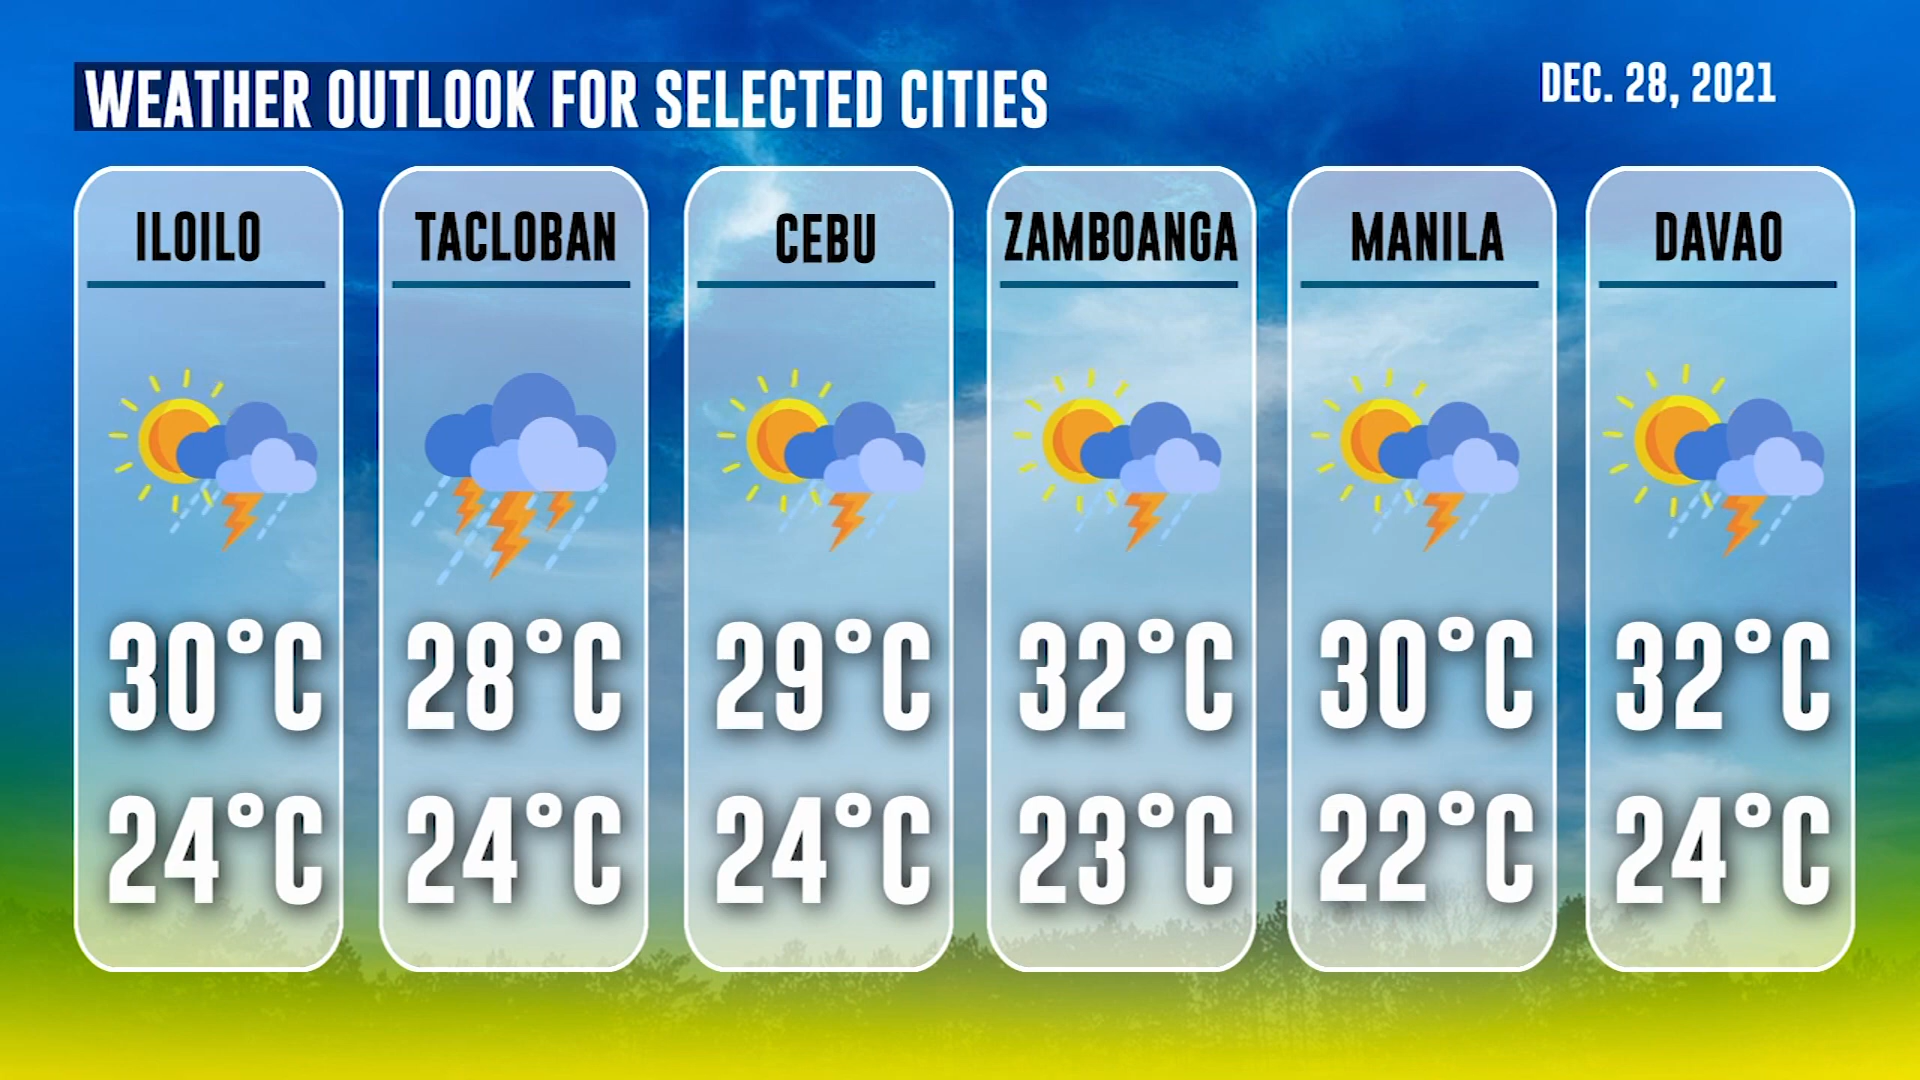 WEATHER OUTLOOK FOR SELECTED CITIES
DEC. 28, 2021
ILOILO
30°C
24°C
TACLOBAN
28°C
24°C
CEBU
29°C
24°C
ZAMBOANGA
32°C
23°C
MANILA
30°C
22°C
DAVAO
32°C
24°C